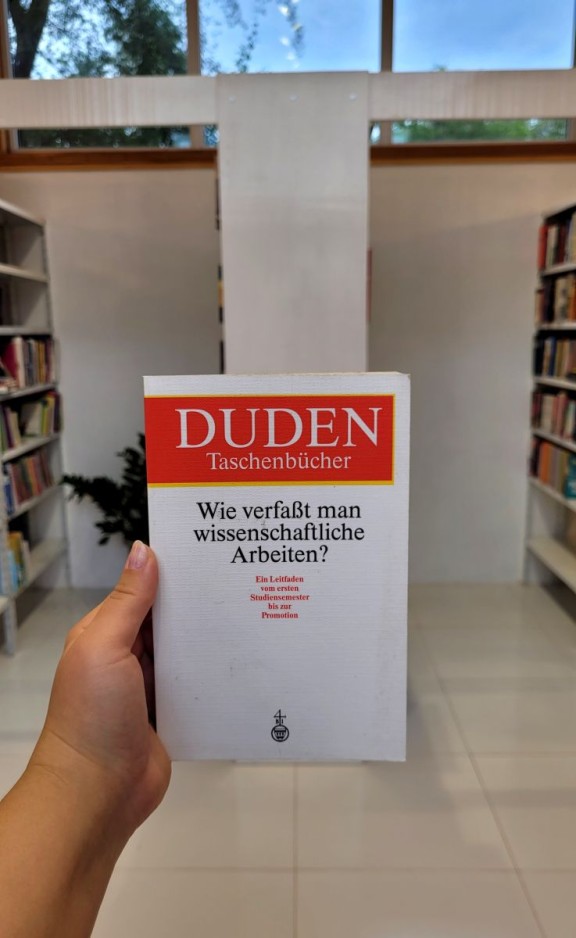 DUDEN
Taschenbücher
Wie verfaßt man
wissenschaftliche
Arbeiten?
Ein Leitfaden
vom ersten
Studiensemester
bis zur
Promotion